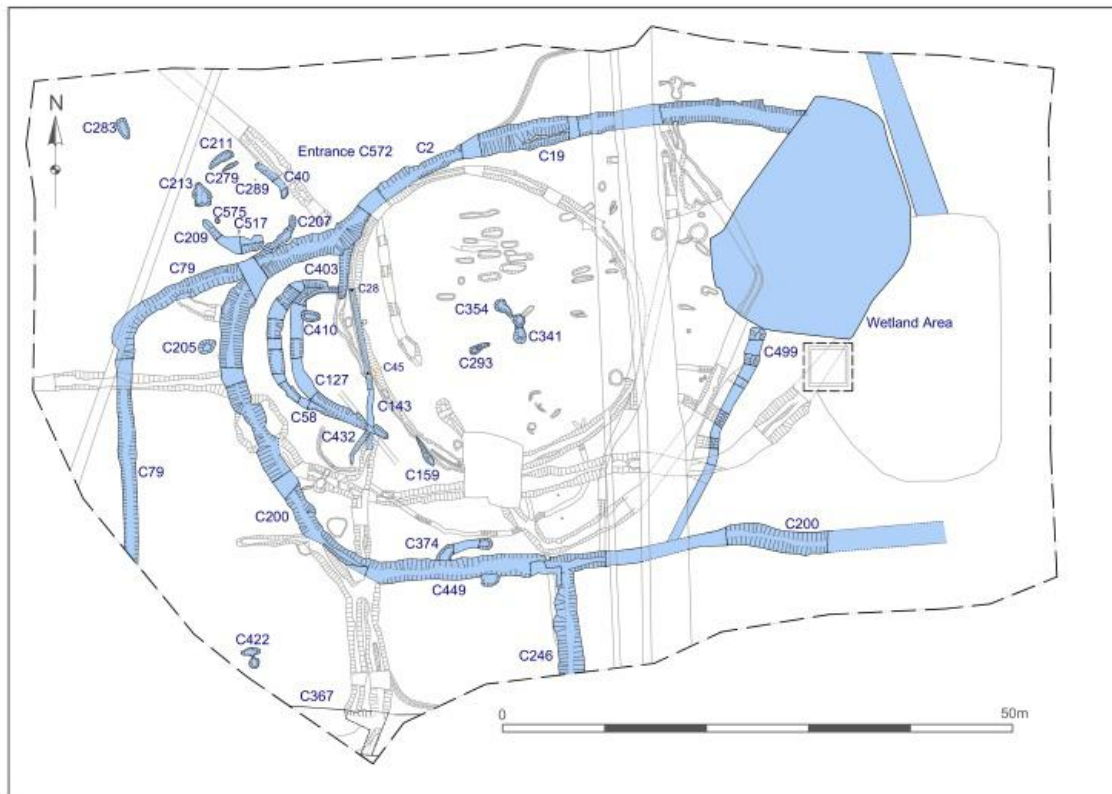 N
C283
C211
Entrance C572
C2
C19
C279
C40
C289
C213
C575
C517
C207
C209
C79
C403
C28
C354
C341
C410
Wetland Area
C205
C293
C499
C45
C127
C143
C58
C432
C159
C79
C200
C200
C374
C449
C422
C246
C367
0
50m